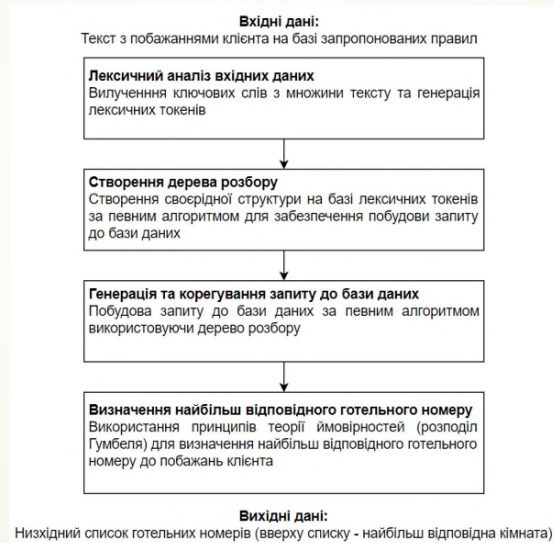 Вхідні дані:
Текст з побажаннями клієнта на базі запропонованих правил
Лексичний аналіз вхідних даних
Вилученння ключових слів з множини тексту та генерація
лексичних токенів
Створення дерева розбору
Створення своєрідної структури на базі лексичних токенів
за певним алгоритмом для забезпечення побудови запиту
до бази даних
Генерація та корегування запиту до бази даних
Побудова запиту до бази даних за певним алгоритмом
використовуючи дерево розбору
Визначення найбільш відповідного готельного номеру
Використання принципів теорії ймовірностей (розподіл
Гумбеля) для визначення найбільш відповідного готельного
номеру до побажань клієнта
Вихідні дані:
Низхідний список готельних номерів (вверху списку - найбільш відповідна кімната)